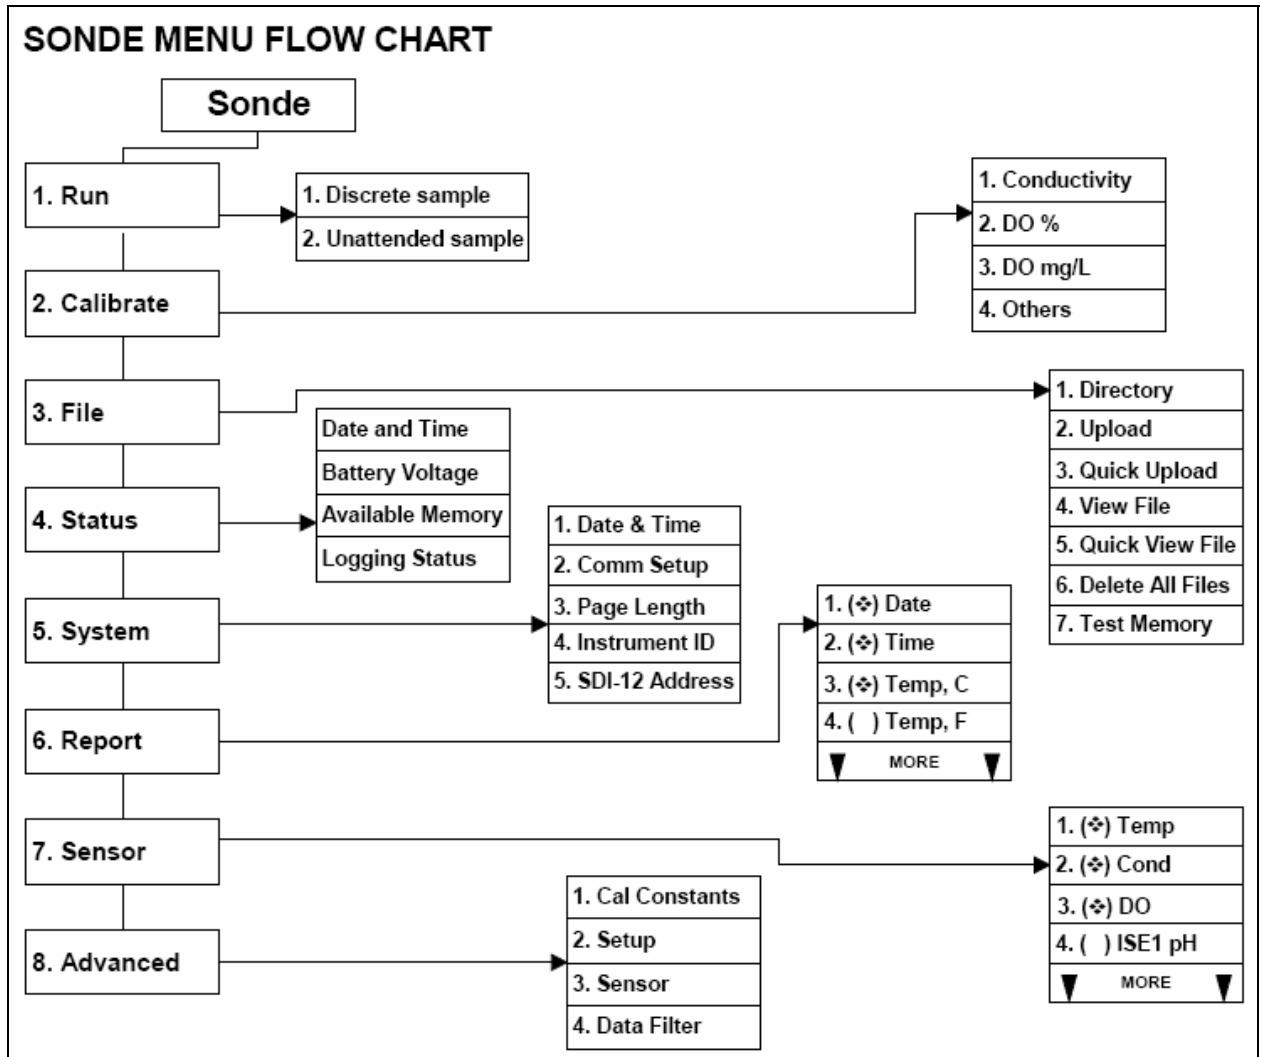 SONDE MENU FLOW CHART
Sonde
1. Run
1. Discrete sample
2. Unattended sample
2. Calibrate
1. Conductivity
2. DO %
3. DO mg/L
4. Others
3. File
1. Directory
2. Upload
3. Quick Upload
4. View File
5. Quick View File
6. Delete All Files
7. Test Memory
4. Status
Date and Time
Battery Voltage
Available Memory
Logging Status
5. System
1. Date & Time
2. Comm Setup
3. Page Length
4. Instrument ID
5. SDI-12 Address
6. Report
1. (❖) Date
2. (❖) Time
3. (❖) Temp, C
4. ( ) Temp, F
MORE
7. Sensor
1. (❖) Temp
2. (❖) Cond
3. (❖) DO
4. ( ) ISE1 pH
MORE
8. Advanced
1. Cal Constants
2. Setup
3. Sensor
4. Data Filter